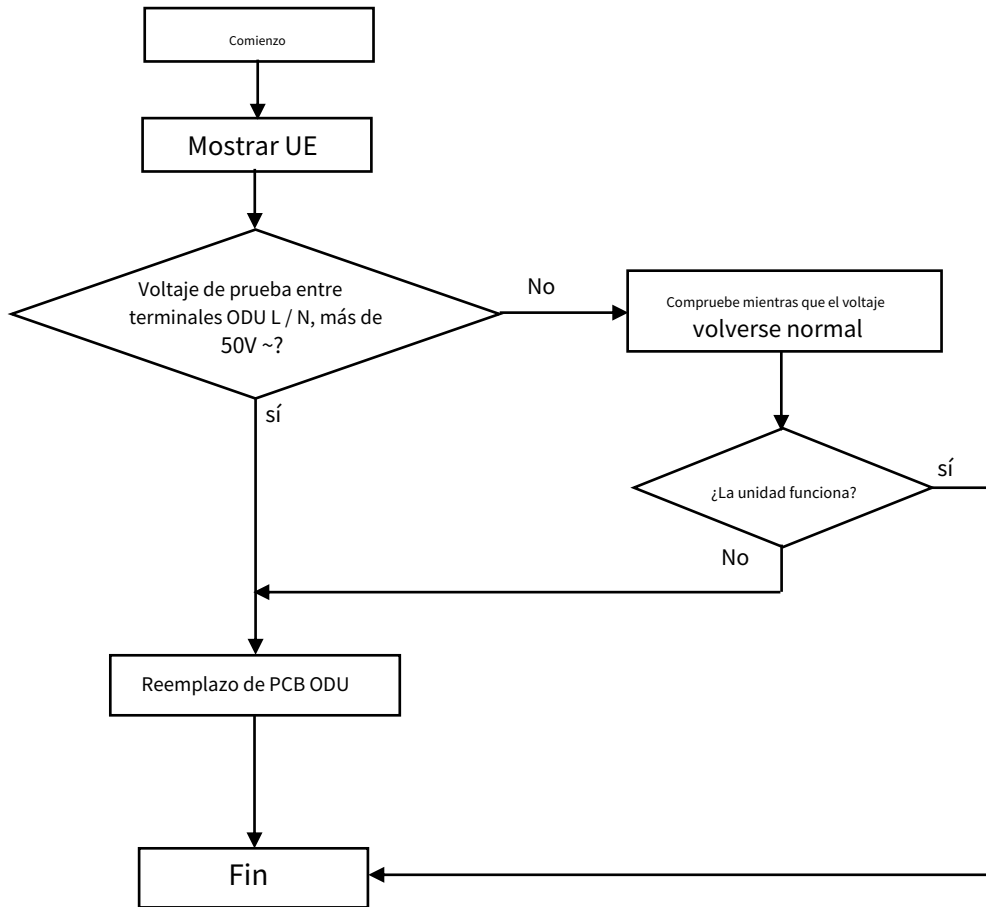 Comienzo
Mostrar UE
Voltaje de prueba entre
terminales ODU L / N, más de
50V ~?
No
Compruebe mientras que el voltaje
volverse normal
sí
¿La unidad funciona?
sí
No
Reemplazo de PCB ODU
Fin